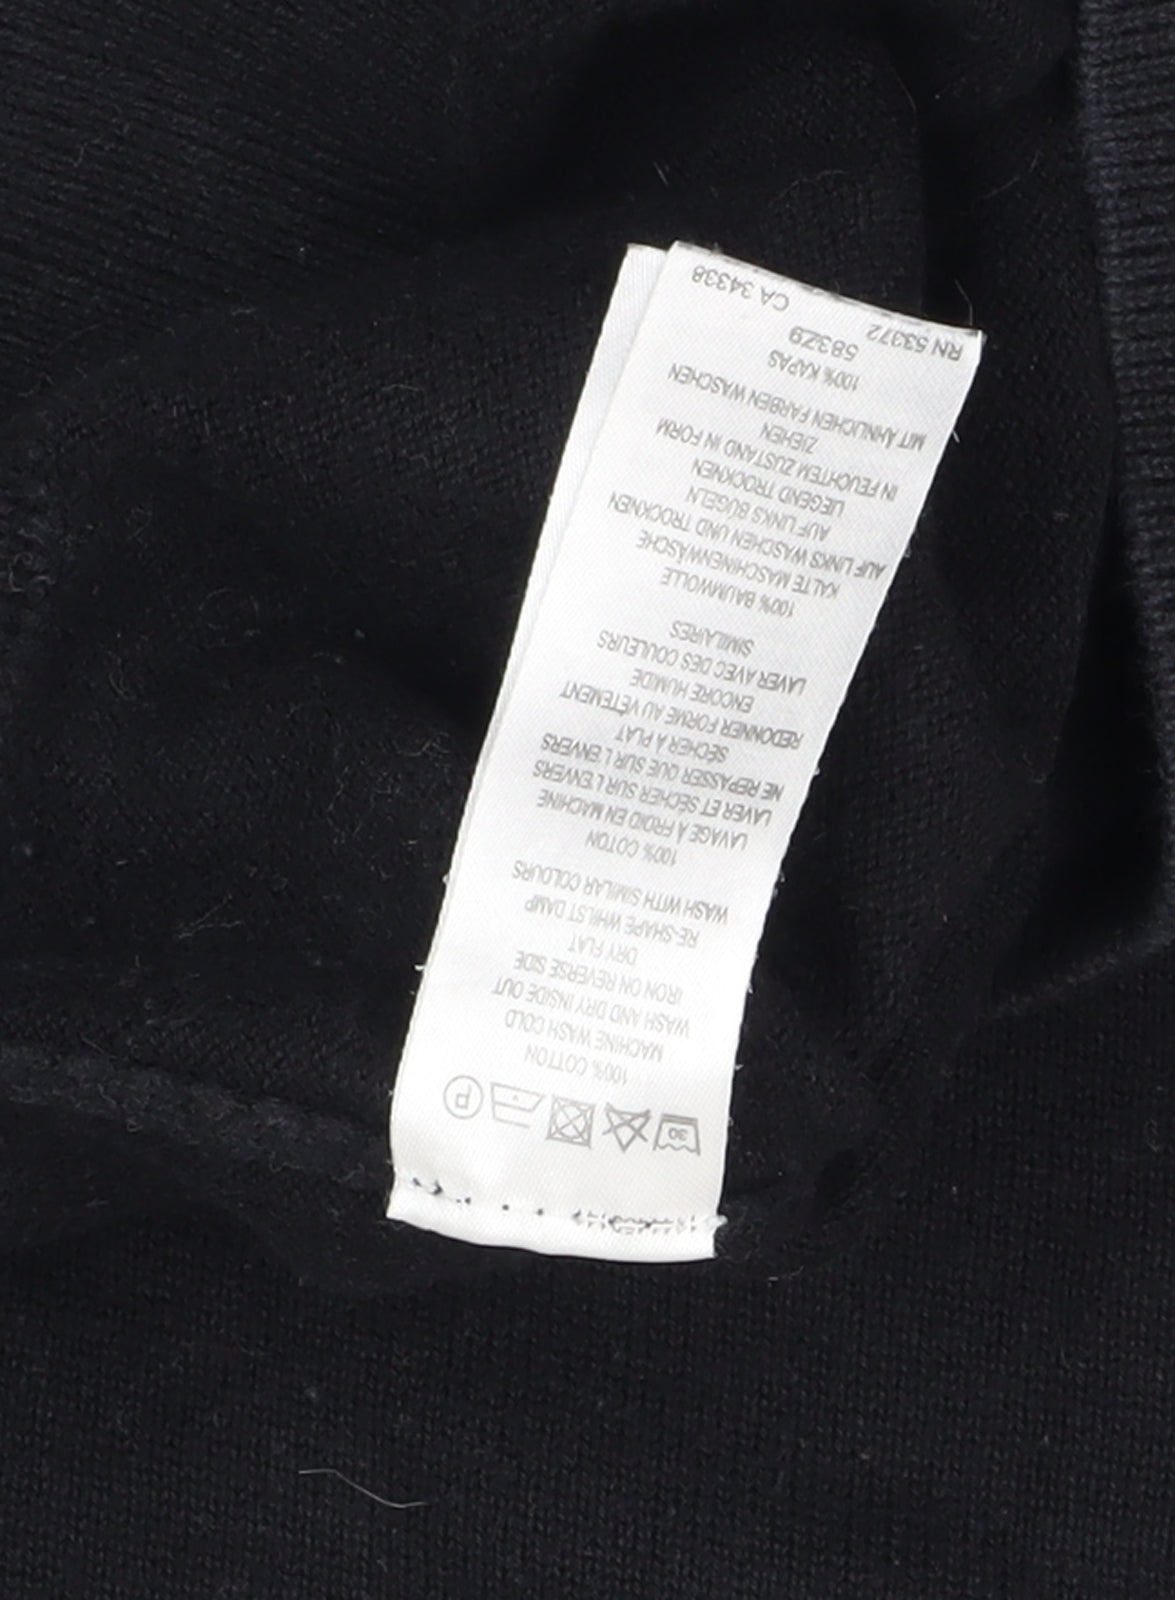 30 P
100% COTTON
MACHINE WASH COLD
WASH AND DRY INSIDE OUT
IRON ON REVERSE SIDE
DRY FLAT
RE-SHAPE WHILST DAMP
WASH WITH SIMILAR COLOURS
100% COTON
LAVAGE À FROID EN MACHINE
LAVER ET SÉCHER SUR L'ENVERS
NE REPASSER QUE SUR L'ENVERS
SÉCHER À PLAT
REDONNER FORME AU VÊTEMENT
ENCORE HUMIDE
LAVER AVEC DES COULEURS
SIMILAIRES
100% BAUMWOLLE
KALTE MASCHINENWÄSCHE
AUF LINKS WASCHEN UND TROCKNEN
AUF LINKS BÜGELN
LIEGEND TROCKNEN
IN FEUCHTEM ZUSTAND IN FORM
ZIEHEN
MIT ÄHNLICHEN FARBEN WASCHEN
100% KAPAS
583Z9
RN 53372 CA 34338